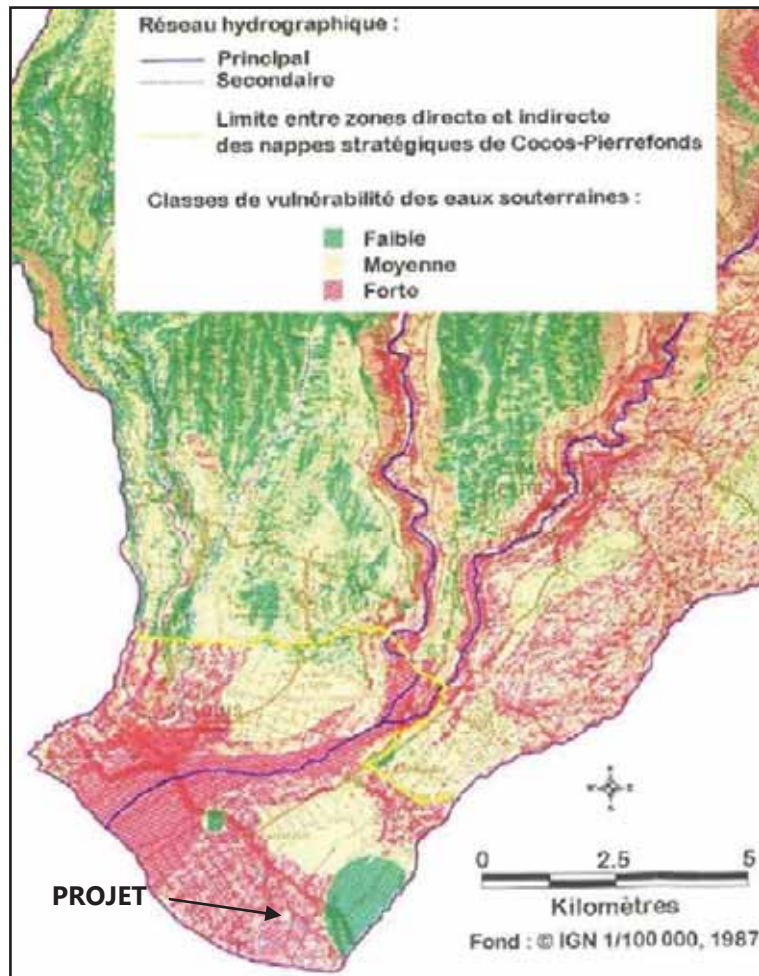 Réseau hydrographique :
Principal
Secondaire
Limite entre zones directe et indirecte
des nappes stratégiques de Cocos-Pierrefonds
Classes de vulnérabilité des eaux souterraines :
Faible
Moyenne
Forte
PROJET
0 2.5 5
Kilomètres
Fond : © IGN 1/100 000, 1987